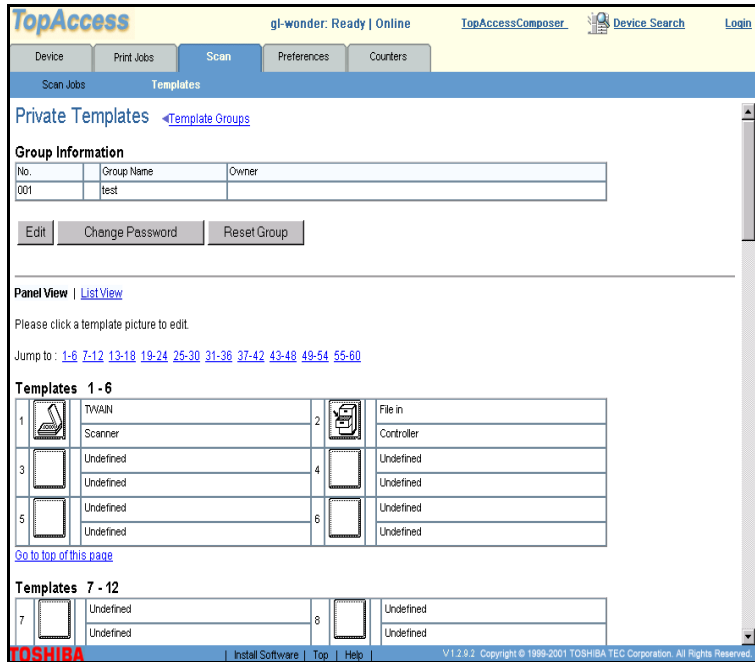 TopAccess gl-wonder: Ready | Online TopAccessComposer Device Search Login
Device Print Jobs Scan Preferences Counters
Scan Jobs Templates
Private Templates Template Groups
Group Information
No. Group Name Owner
001 test
Edit Change Password Reset Group
Panel View | List View
Please click a template picture to edit.
Jump to : 1-6 7-12 13-18 19-24 25-30 31-36 37-42 43-48 49-54 55-60
Templates 1 - 6
1 TWAIN 2 File in
Scanner Controller
3 Undefined 4 Undefined
Undefined Undefined
5 Undefined 6 Undefined
Undefined Undefined
Go to top of this page
Templates 7 - 12
7 Undefined 8 Undefined
Undefined Undefined
TOSHIBA | Install Software | Top | Help | V1.2.9.2 Copyright © 1999-2001 TOSHIBA TEC Corporation. All Rights Reserved